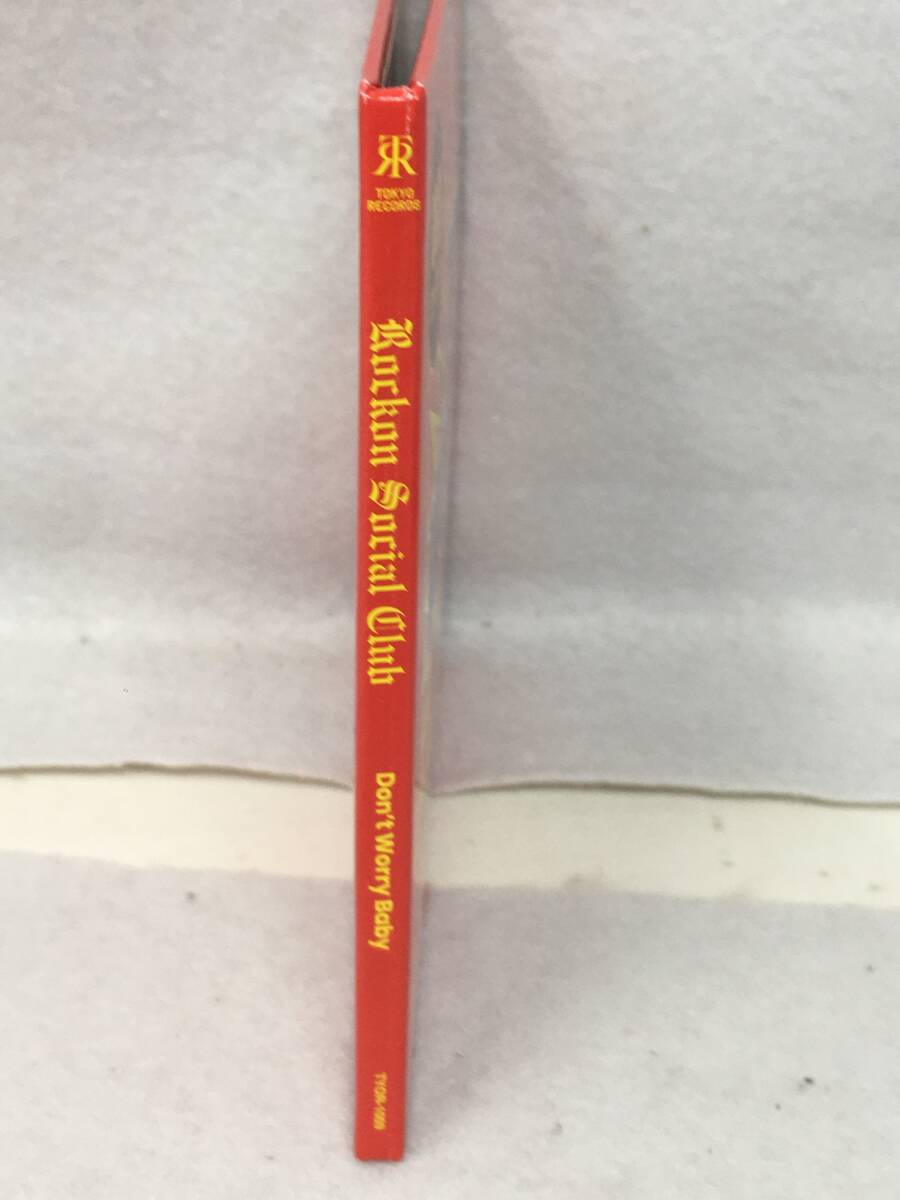 TR
TOKYO
RECORDS
Rockon Social Club
Don't Worry Baby